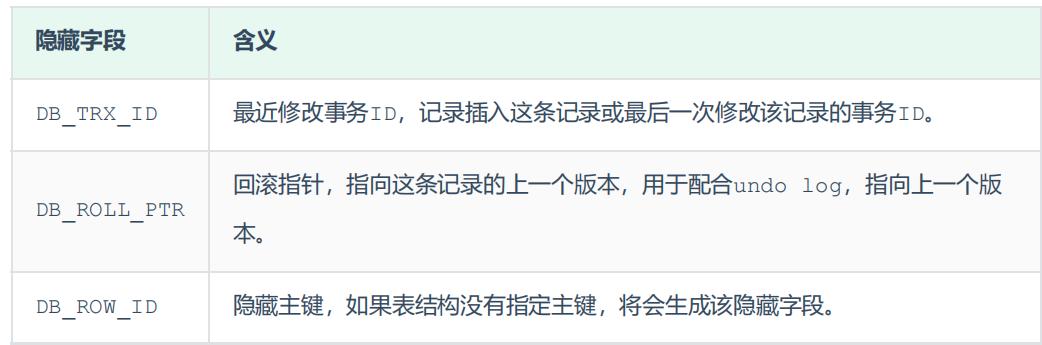 隐藏字段 含义
DB_TRX_ID 最近修改事务ID，记录插入这条记录或最后一次修改该记录的事务ID。
回滚指针，指向这条记录的上一个版本，用于配合undo log，指向上一个版
DB_ROLL_PTR
本。
DB_ROW_ID 隐藏主键，如果表结构没有指定主键，将会生成该隐藏字段。